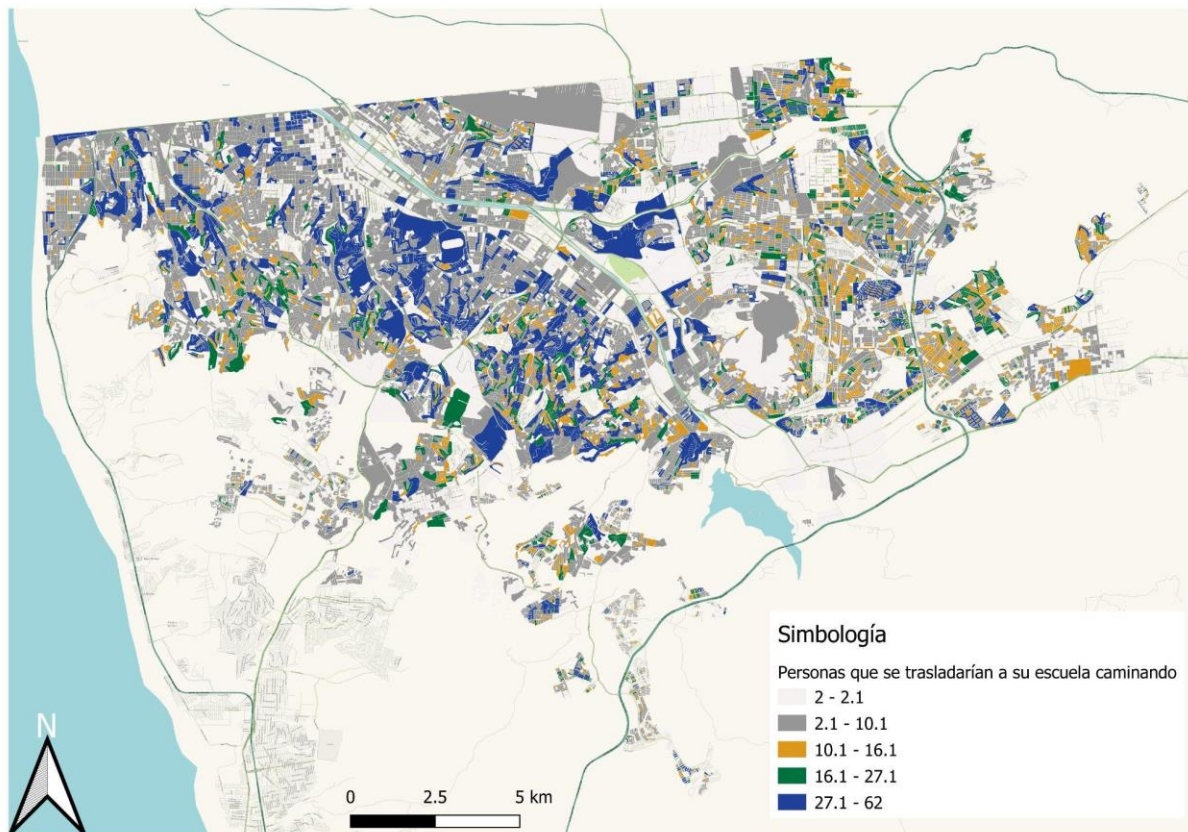 N
0 2.5 5 km
Simbología
Personas que se trasladarían a su escuela caminando
2 - 2.1
2.1 - 10.1
10.1 - 16.1
16.1 - 27.1
27.1 - 62